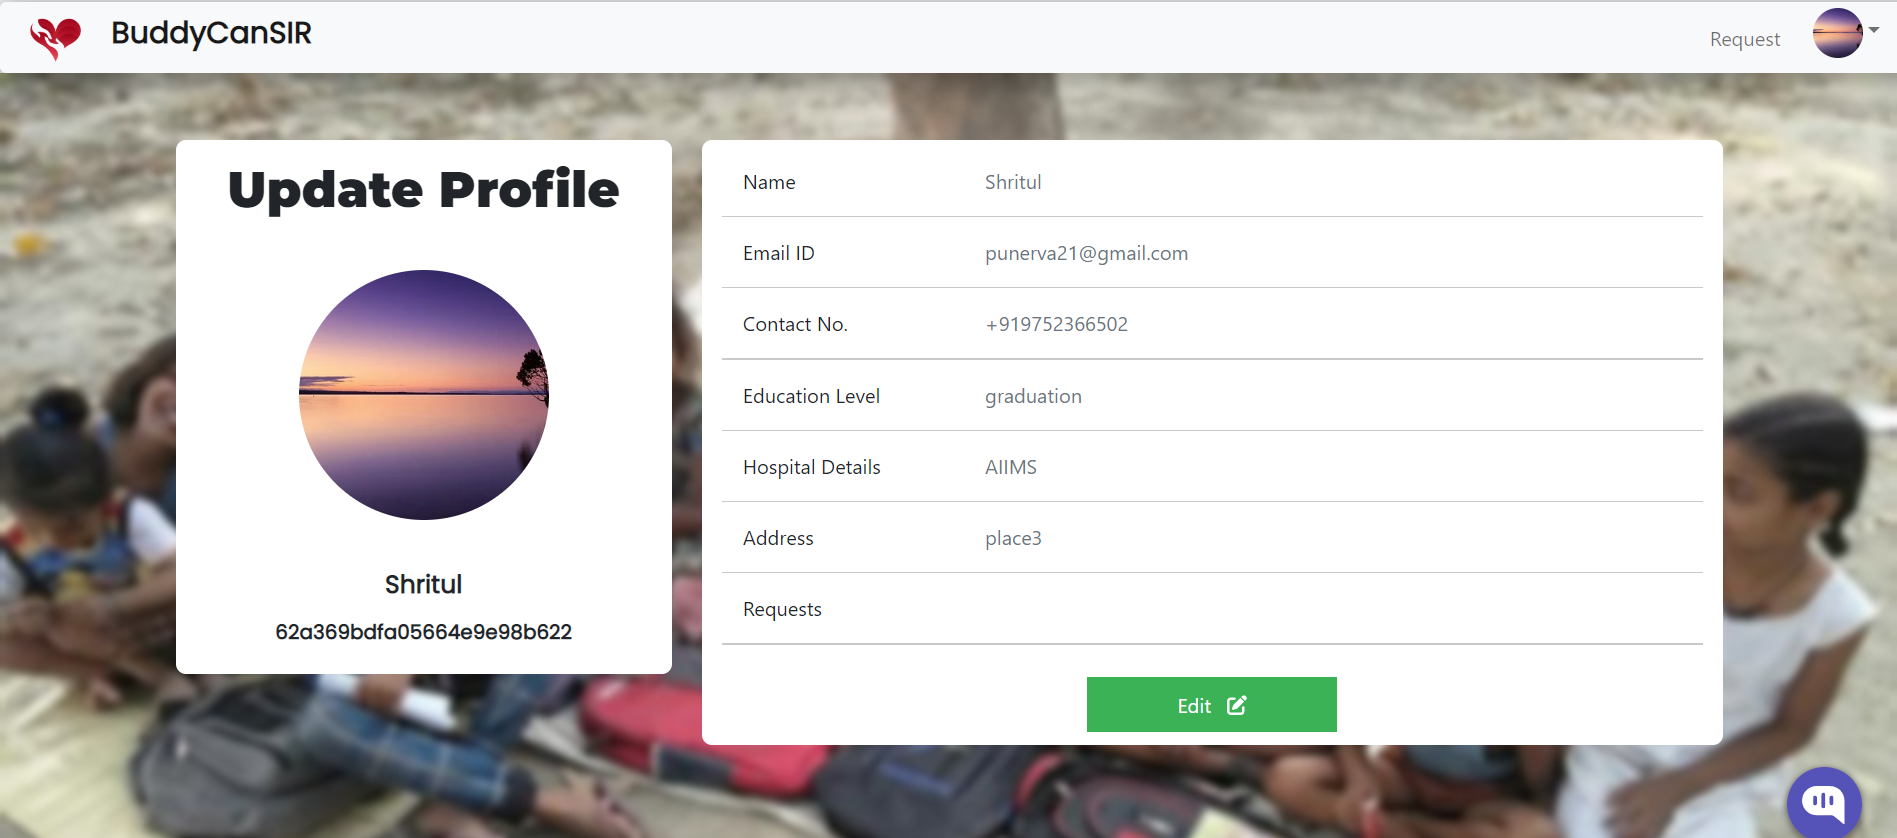 BuddyCanSIR
Request
Update Profile
Shritul
62a369bdfa05664e9e98b622
Name Shritul
Email ID punerva21@gmail.com
Contact No. +919752366502
Education Level graduation
Hospital Details AIIMS
Address place3
Requests
Edit